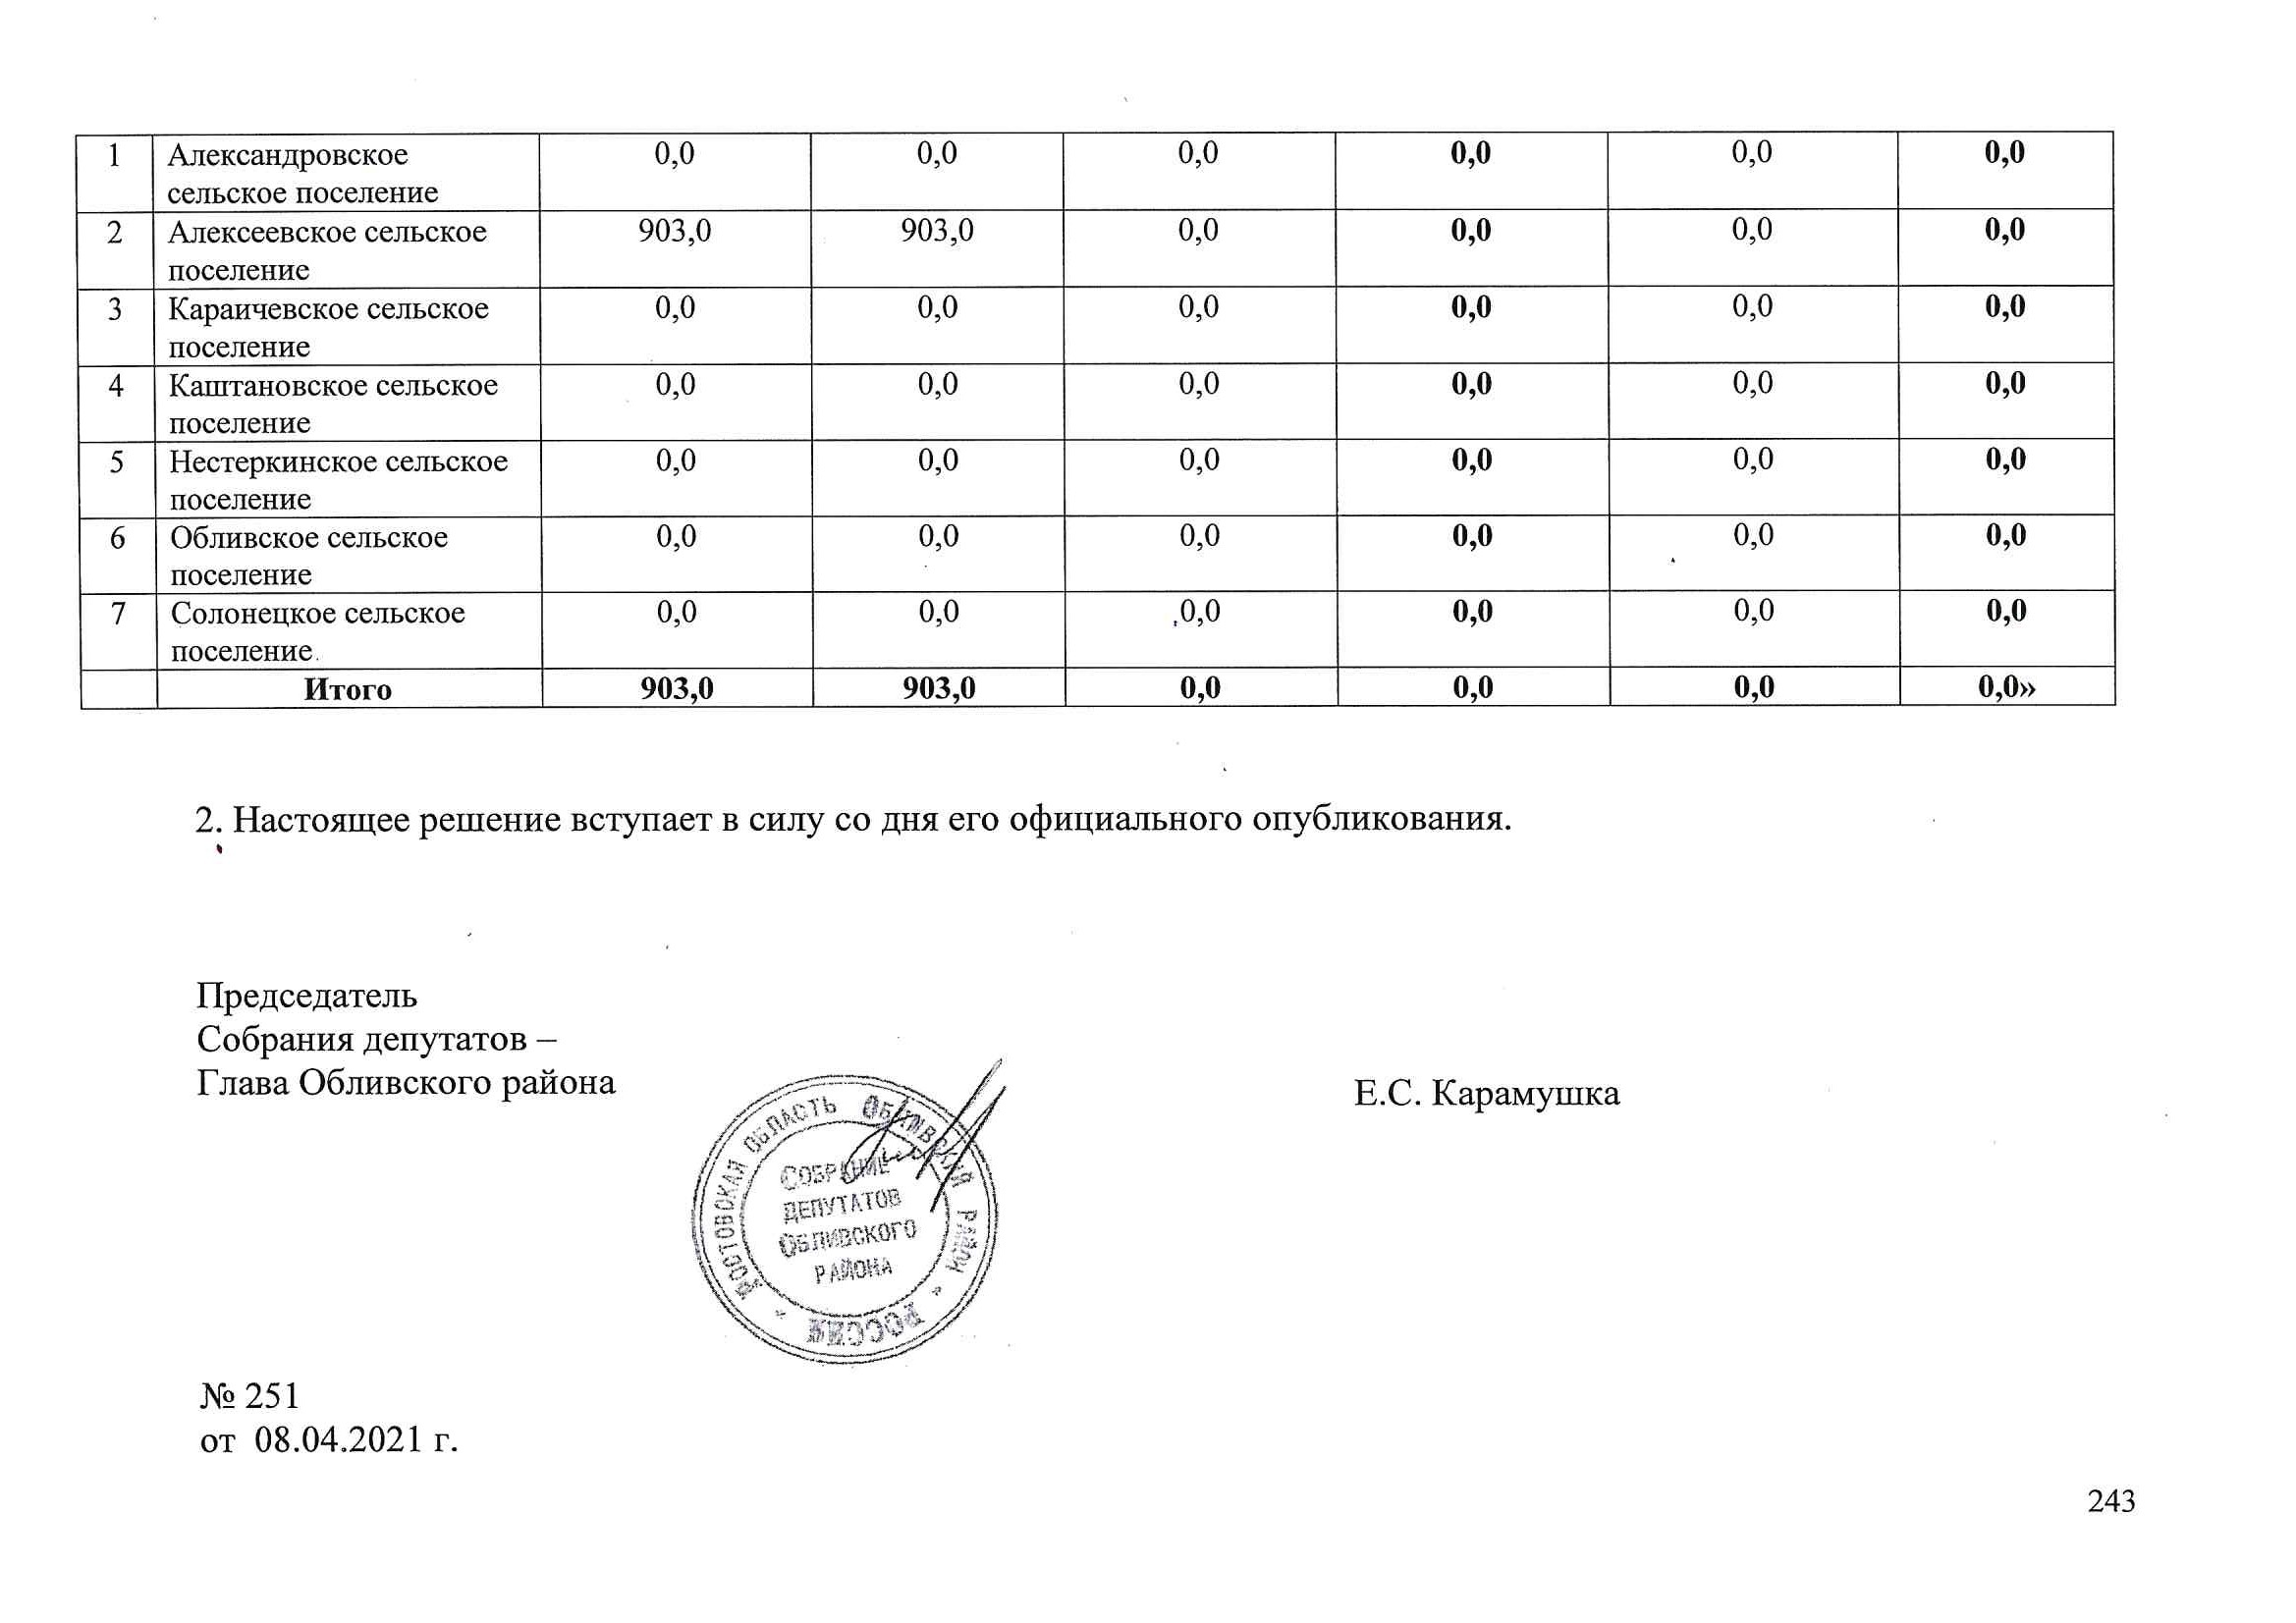 1 Александровское 0,0 0,0 0,0 0,0 0,0 0,0
сельское поселение
2 Алексеевское сельское 903,0 903,0 0,0 0,0 0,0 0,0
поселение
3 Караичевское сельское 0,0 0,0 0,0 0,0 0,0 0,0
поселение
4 Каштановское сельское 0,0 0,0 0,0 0,0 0,0 0,0
поселение
5 Нестеркинское сельское 0,0 0,0 0,0 0,0 0,0 0,0
поселение
6 Обливское сельское 0,0 0,0 0,0 0,0 0,0 0,0
поселение
7 Солонецкое сельское 0,0 0,0 0,0 0,0 0,0 0,0
поселение
Итого 903,0 903,0 0,0 0,0 0,0 0,0»
2. Настоящее решение вступает в силу со дня его официального опубликования.
Председатель
Собрания депутатов –
Глава Обливского района
Е.С. Карамушка
РОСТОВСКАЯ ОБЛАСТЬ ОБЛИВСКИЙ РАЙОН * РОССИЯ *
СОБРАНИЕ
ДЕПУТАТОВ
ОБЛИВСКОГО
РАЙОНА
№ 251
от 08.04.2021 г.
243